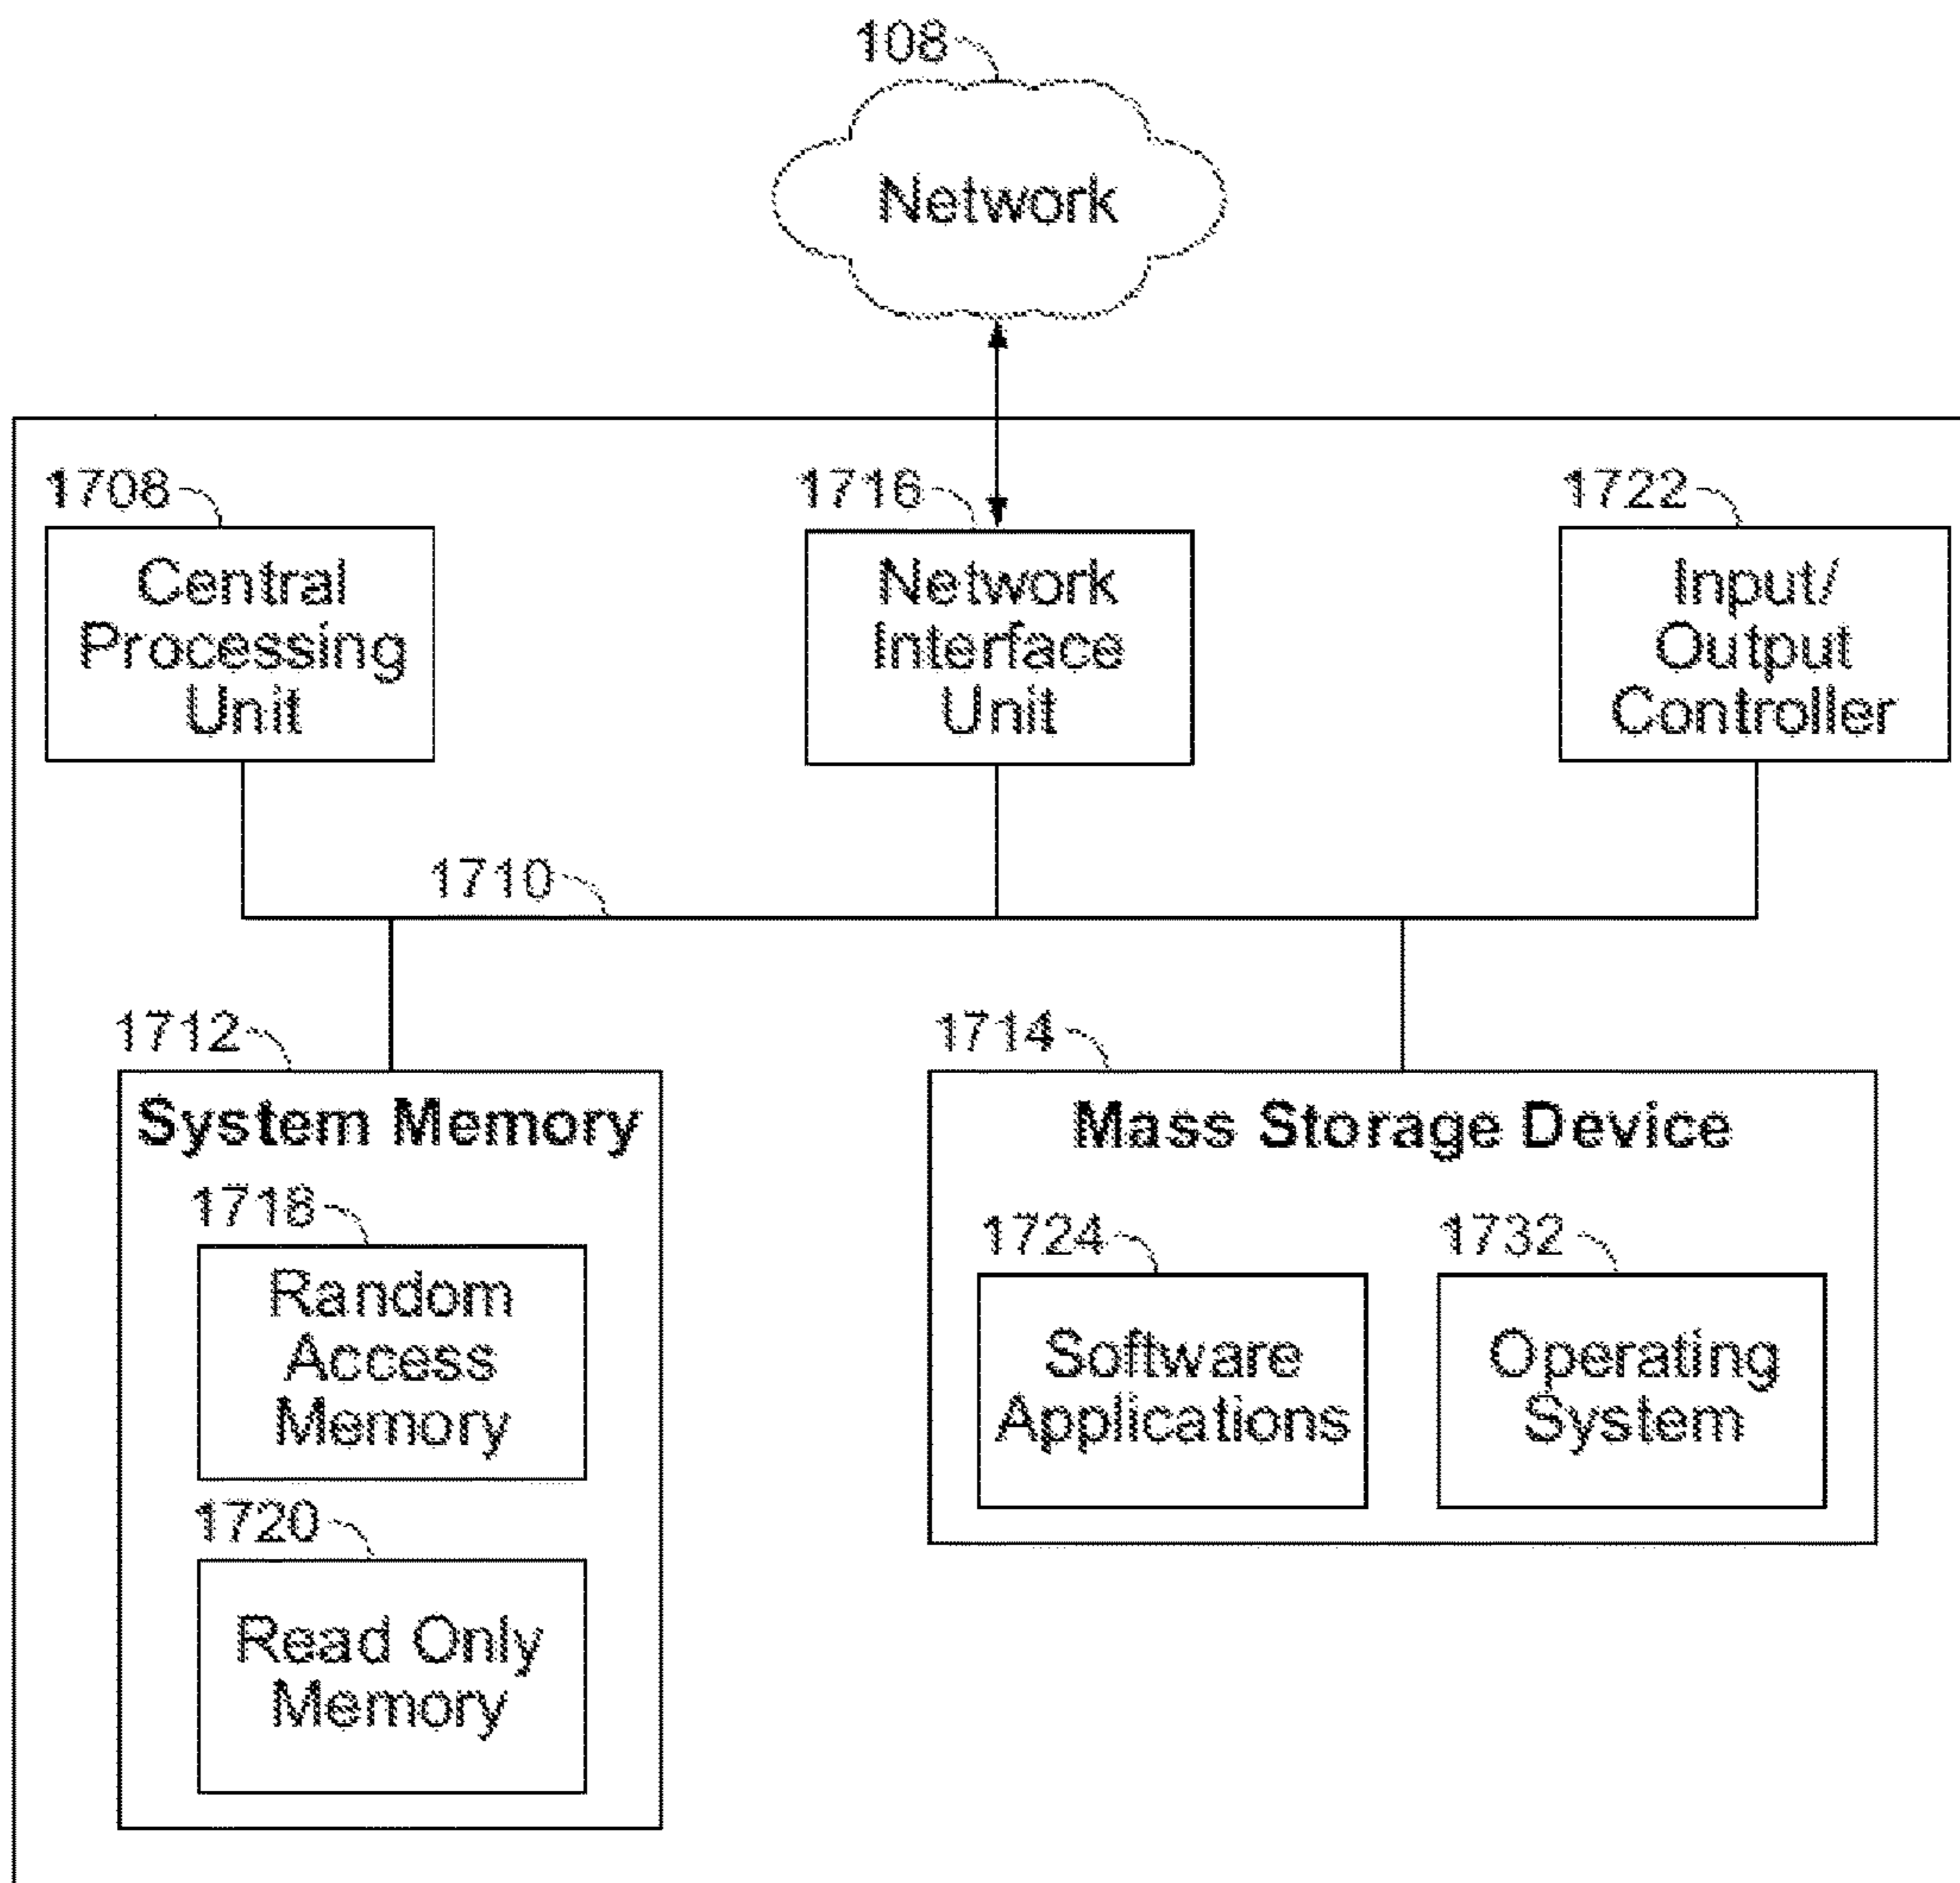 108
Network
1708
1716
1722
Central
Processing
Unit
Network
Interface
Unit
Input/
Output
Controller
1710
1712
1714
System Memory
Mass Storage Device
1718
Random
Access
Memory
1724
1732
Software
Applications
Operating
System
1720
Read Only
Memory